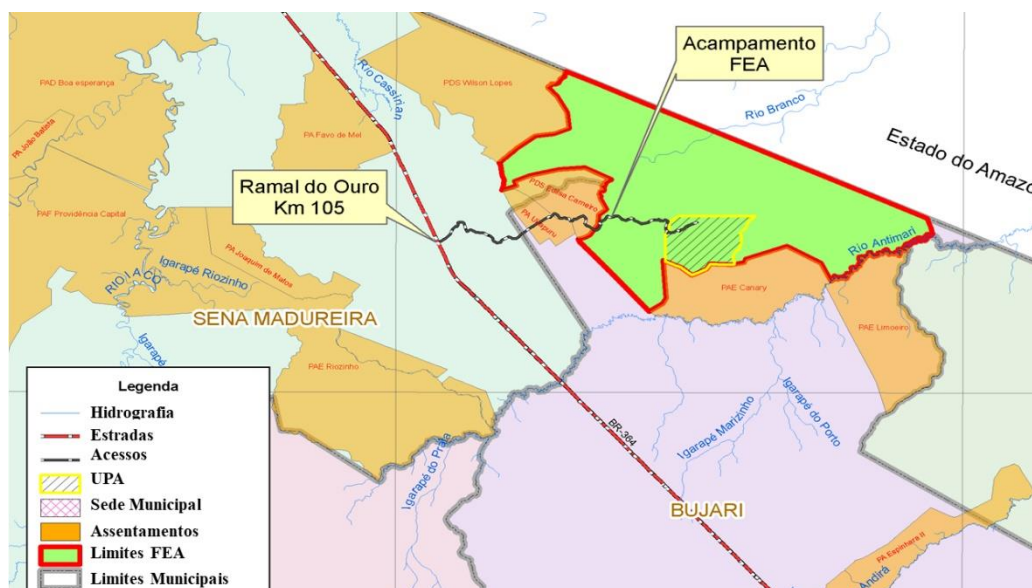 Acampamento
FEA
PAD Boa esperança
Rio Cassirian
PDS Wilson Lopes
Rio Branco
Estado do Amazo
PA João Batista
PA Favo de Mel
Ramal do Ouro
Km 105
PAF Providência Capital
PA Joaquim de Matos
Igarapé Riozinho
RIO IACO
SENA MADUREIRA
Rio Antimari
PAE Canary
PAE Limoeiro
PAE Riozinho
Igarapé do Prata
BR-364
Igarapé Marizinho
Igarapé do Porto
BUJARI
PA Espinhara II
Andirá
Legenda
Hidrografia
Estradas
Acessos
UPA
Sede Municipal
Assentamentos
Limites FEA
Limites Municipais